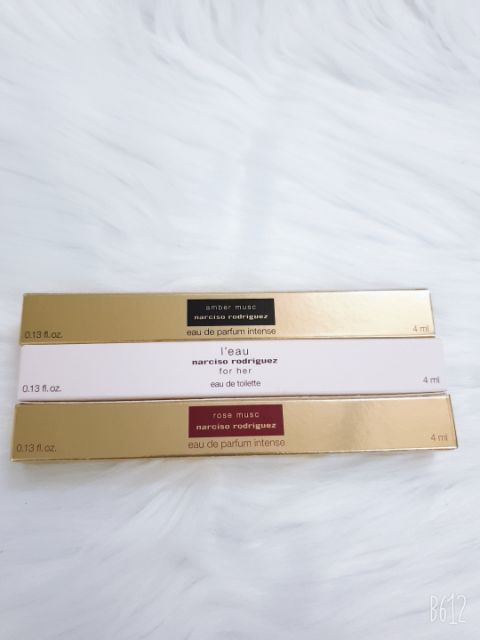 amber musc
narciso rodriguez
eau de parfum intense
0.13 fl.oz.
4 ml
l'eau
narciso rodriguez
for her
eau de toilette
0.13 fl.oz.
4 ml
rose musc
narciso rodriguez
eau de parfum intense
0.13 fl.oz.
4 ml
B612